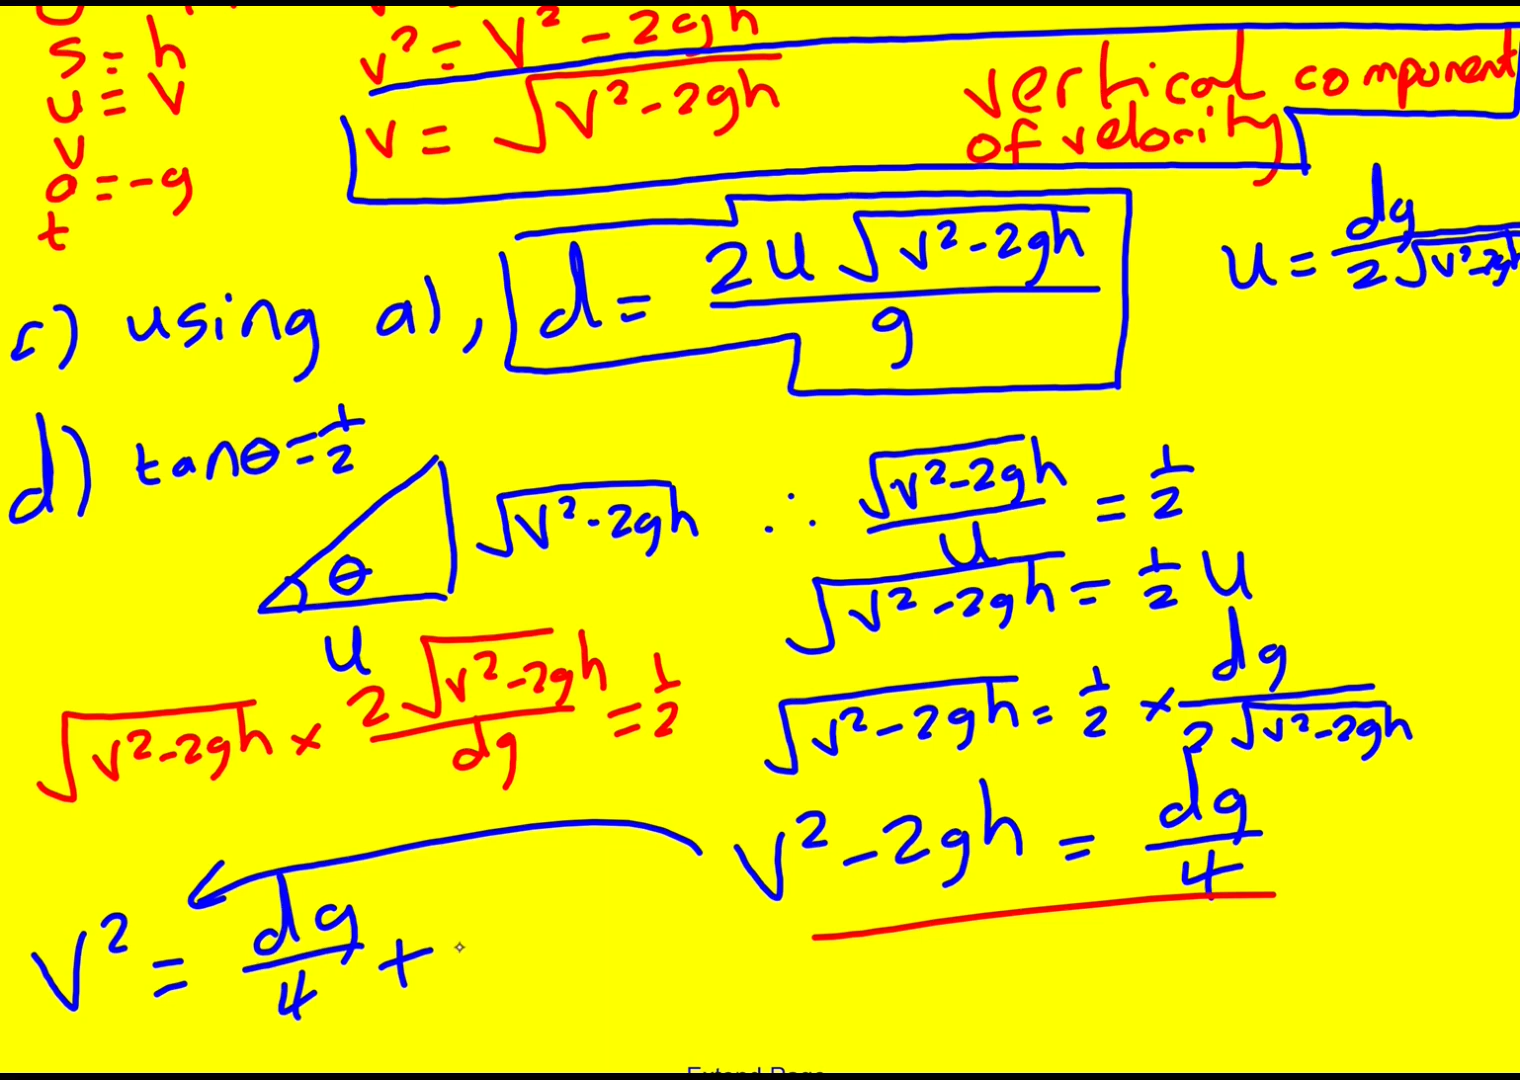 s = h
v² = V² - 2gh
u = V
v = √(V² - 2gh)
vertical component
of velocity
v
a = -g
t
c) using a), d = 2u√(V² - 2gh) / g
u = dg / 2√(V² - 2gh)
d) tanθ = 1/2
θ
u
√(V² - 2gh)
∴ √(V² - 2gh) / u = 1/2
√(V² - 2gh) = 1/2 u
√(V² - 2gh) × 2√(V² - 2gh) / dg = 1/2
√(V² - 2gh) = 1/2 × dg / 2√(V² - 2gh)
V² - 2gh = dg / 4
V² = dg / 4 +